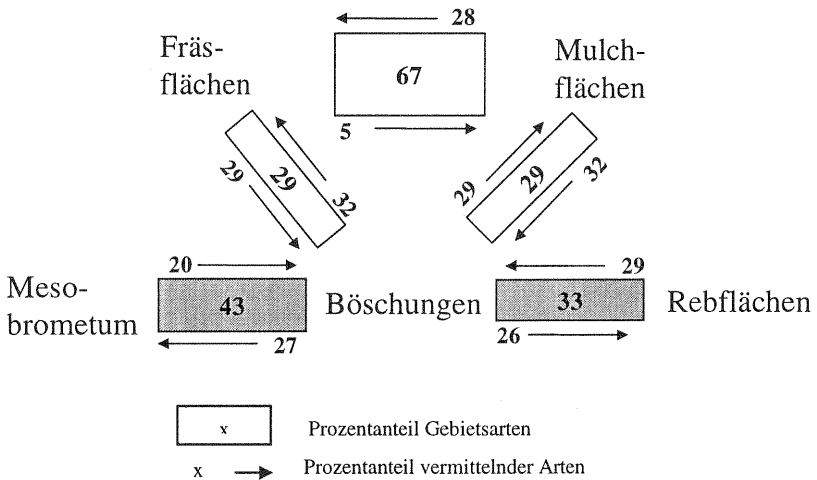 28
Fräs-
flächen
67
Mulch-
flächen
5
29
29
32
29
29
32
20
29
Meso-
brometum
43
Böschungen
33
Rebflächen
27
26
x
Prozentanteil Gebietsarten
x
Prozentanteil vermittelnder Arten